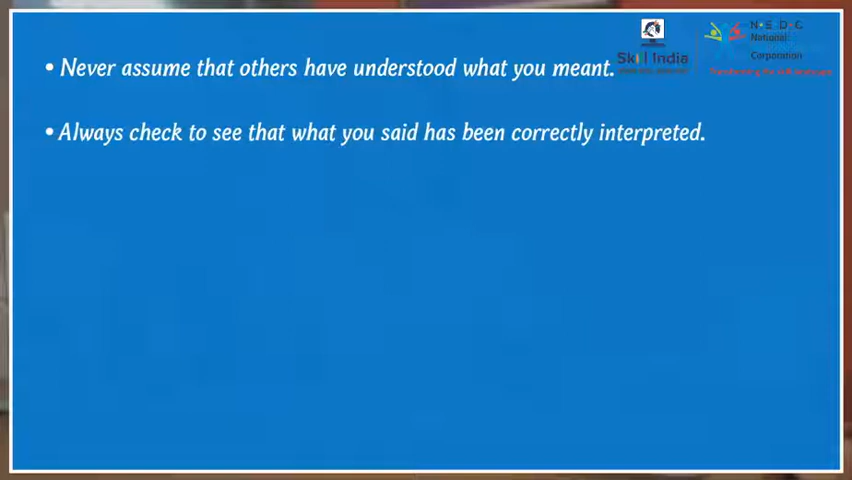 • Never assume that others have understood what you meant.
• Always check to see that what you said has been correctly interpreted.
Skill India
N·S·D·C
National
Corporation